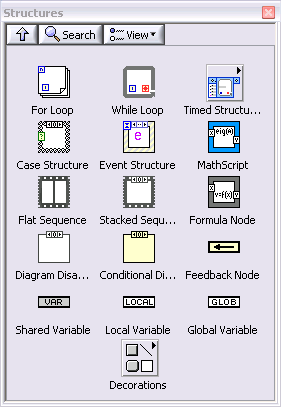 Structures
Search
View
For Loop
While Loop
Timed Structu...
Case Structure
Event Structure
MathScript
Flat Sequence
Stacked Sequ...
Formula Node
Diagram Disa...
Conditional Di...
Feedback Node
VAR
LOCAL
GLOB
Shared Variable
Local Variable
Global Variable
Decorations